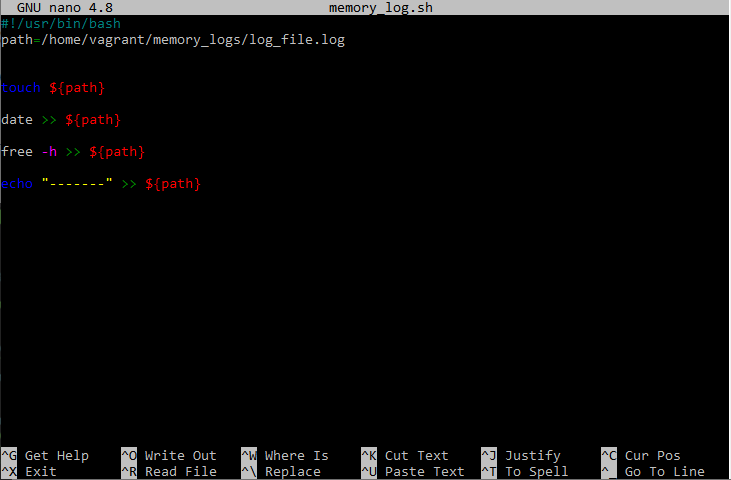 GNU nano 4.8 memory_log.sh
#!/usr/bin/bash
path=/home/vagrant/memory_logs/log_file.log
touch ${path}
date >> ${path}
free -h >> ${path}
echo "-------" >> ${path}
^G Get Help ^O Write Out ^W Where Is ^K Cut Text ^J Justify ^C Cur Pos
^X Exit ^R Read File ^\ Replace ^U Paste Text ^T To Spell ^_ Go To Line